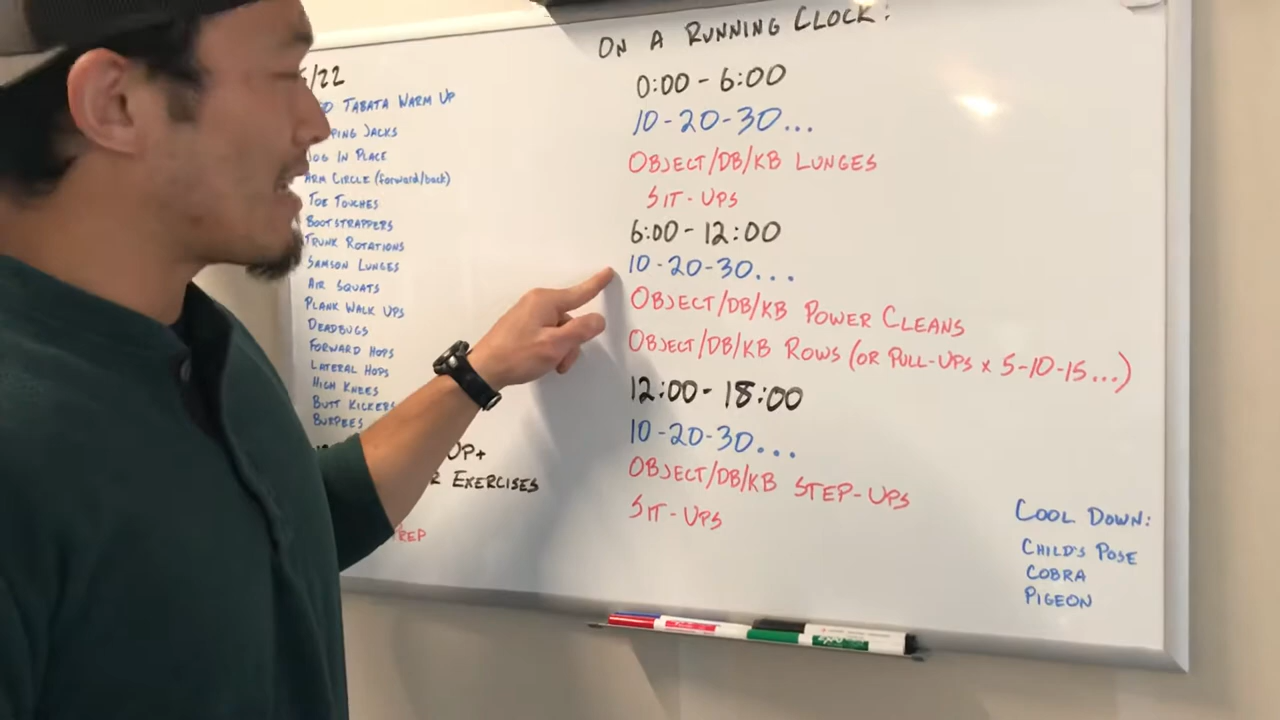 5/22
TABATA WARM UP
JACKS
JOG IN PLACE
ARM CIRCLE (forward/back)
TOE TOUCHES
BOOTSTRAPPERS
TRUNK ROTATIONS
SAMSON LUNGES
AIR SQUATS
PLANK WALK UPS
DEADBUGS
FORWARD HOPS
LATERAL HOPS
HIGH KNEES
BUTT KICKERS
BURPEES
EXERCISES
PREP
ON A RUNNING CLOCK:
0:00 - 6:00
10-20-30...
OBJECT/DB/KB LUNGES
SIT-UPS
6:00 - 12:00
10-20-30...
OBJECT/DB/KB POWER CLEANS
OBJECT/DB/KB ROWS (OR PULL-UPS x 5-10-15...)
12:00 - 18:00
10-20-30...
OBJECT/DB/KB STEP-UPS
SIT-UPS
COOL DOWN:
CHILD'S POSE
COBRA
PIGEON